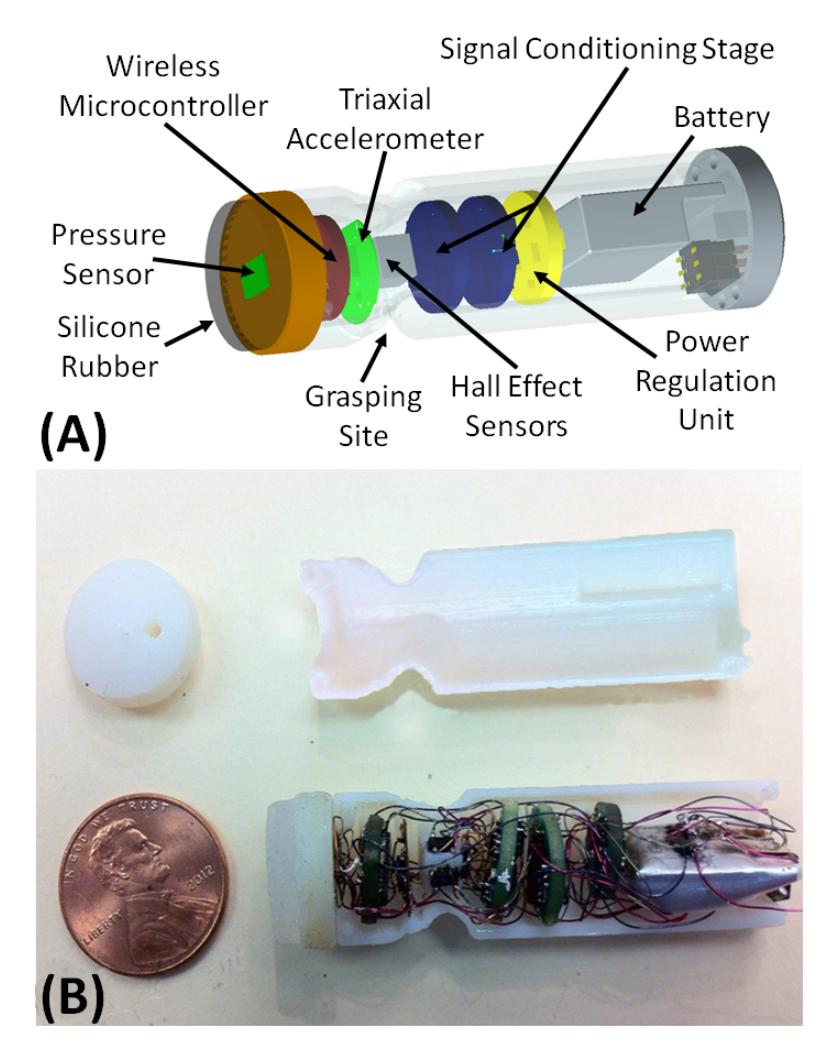 Signal Conditioning Stage
Wireless
Microcontroller
Triaxial
Accelerometer
Battery
Pressure
Sensor
Silicone
Rubber
Grasping
Site
Hall Effect
Sensors
Power
Regulation
Unit
(A)
IN GOD WE TRUST
LIBERTY
2012
(B)